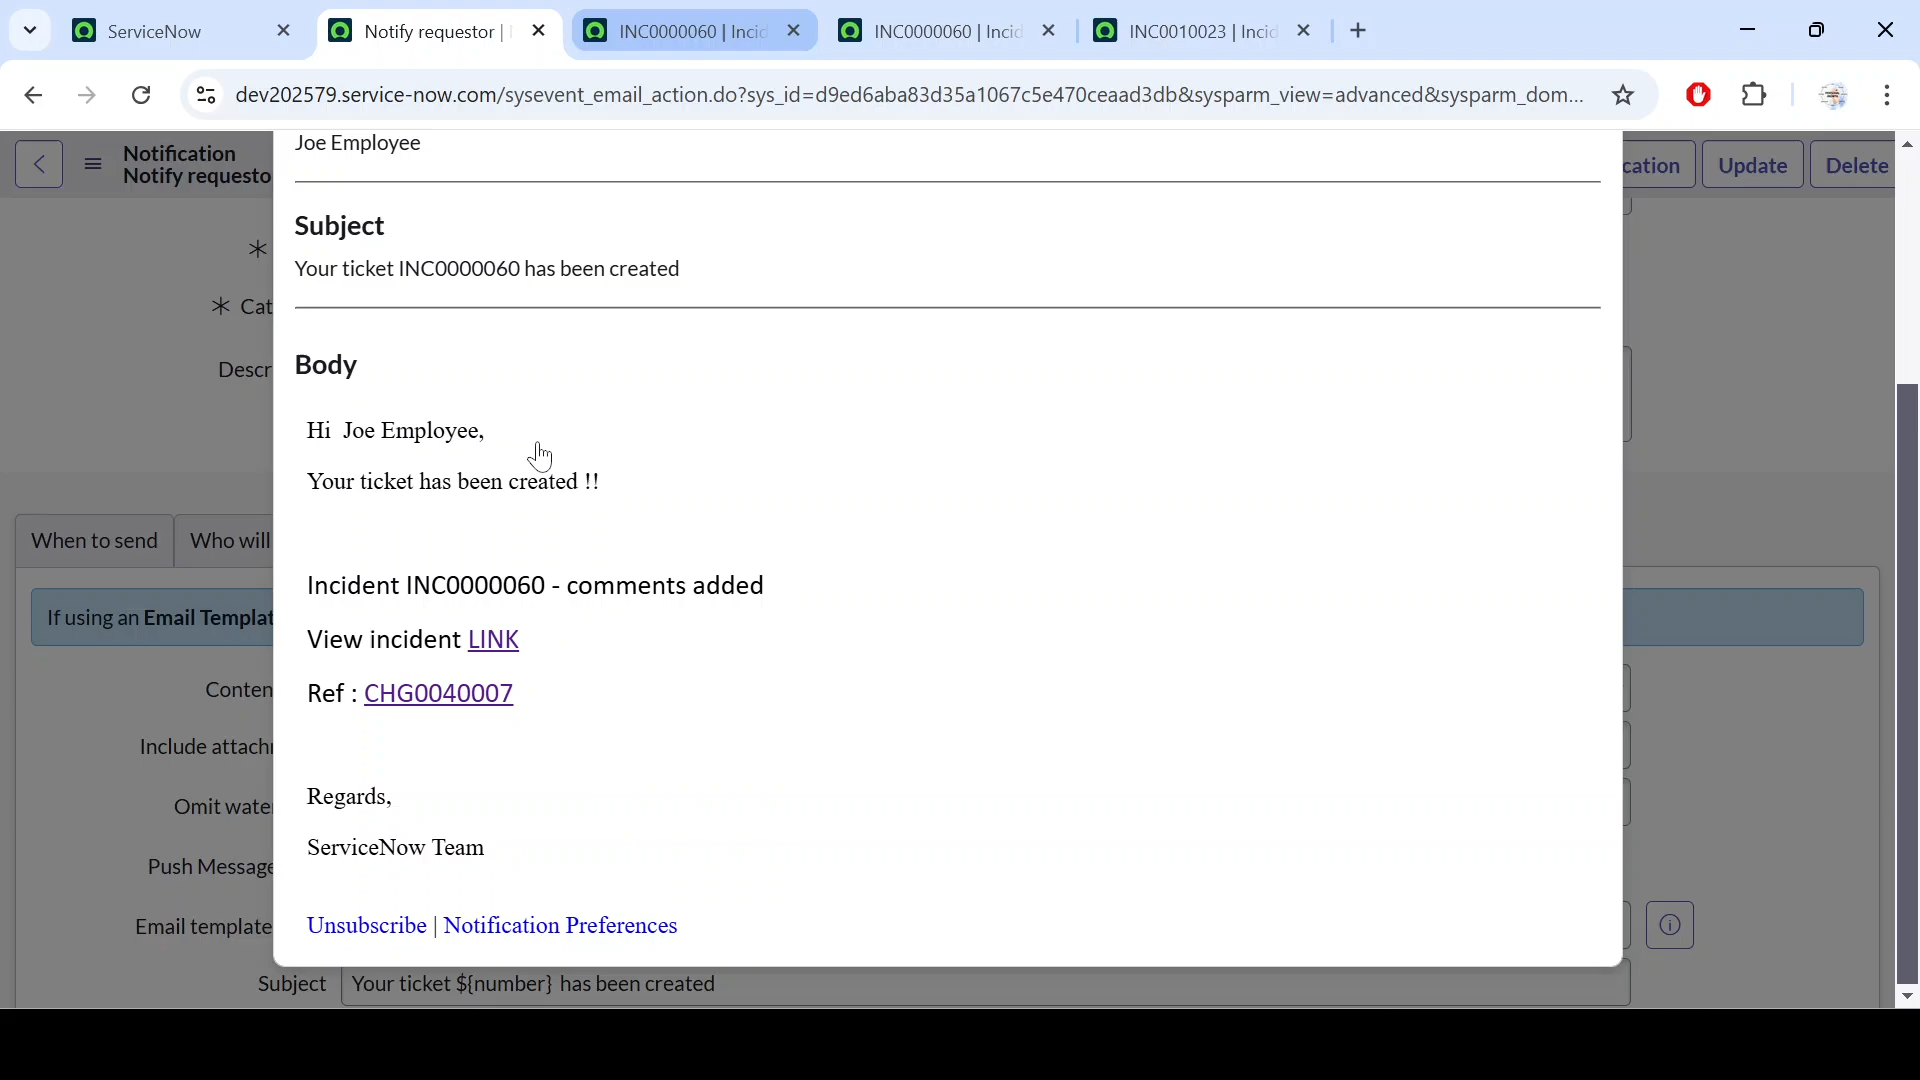 ServiceNow
Notify requestor |
INC0000060 | Incid
INC0000060 | Incid
INC0010023 | Incid
dev202579.service-now.com/sysevent_email_action.do?sys_id=d9ed6aba83d35a1067c5e470ceaad3db&sysparm_view=advanced&sysparm_dom...
Notification
Notify requesto
cation
Update
Delete
Joe Employee
Subject
Your ticket INC0000060 has been created
* Cat
Descr
Body
Hi Joe Employee,
Your ticket has been created !!
When to send
Who will
Incident INC0000060 - comments added
If using an Email Templat
View incident LINK
Conten
Ref : CHG0040007
Include attachr
Omit wate
Regards,
Push Message
ServiceNow Team
Email template
Unsubscribe | Notification Preferences
Subject
Your ticket ${number} has been created